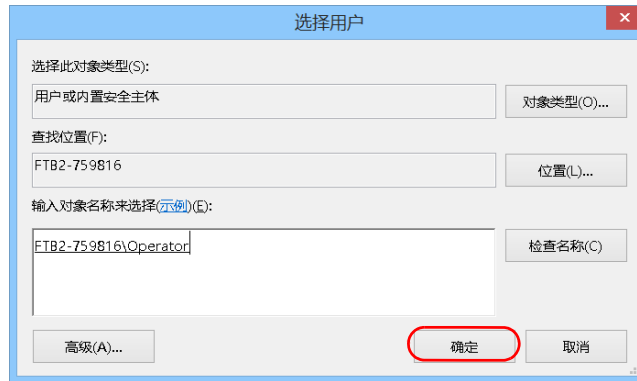 选择用户
选择此对象类型(S):
用户或内置安全主体
对象类型(O)...
查找位置(F):
FTB2-759816
位置(L)...
输入对象名称来选择(示例)(E):
FTB2-759816\Operator
检查名称(C)
高级(A)...
确定
取消